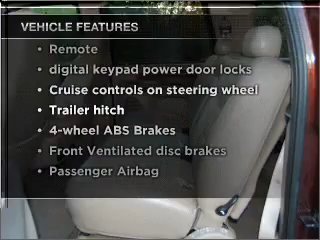 VEHICLE FEATURES
• Remote
• digital keypad power door locks
• Cruise controls on steering wheel
• Trailer hitch
• 4-wheel ABS Brakes
• Front Ventilated disc brakes
• Passenger Airbag